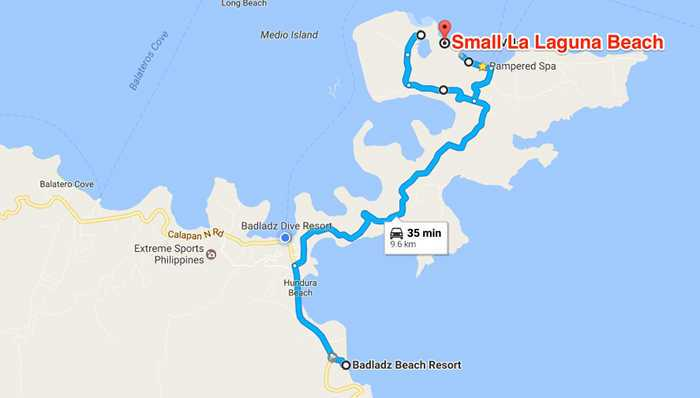 Long Beach
Medio Island
Small La Laguna Beach
Pampered Spa
Balateros Cove
Balatero Cove
Calapan N Rd
Badladz Dive Resort
Extreme Sports
Philippines
35 min
9.6 km
Hundura
Beach
Badladz Beach Resort